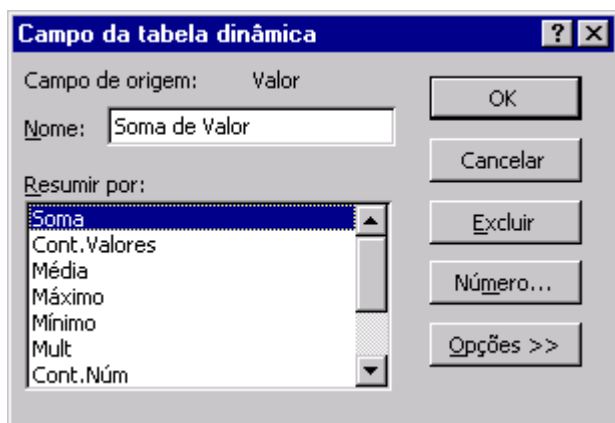 Campo da tabela dinâmica
Campo de origem: Valor
Nome: Soma de Valor
Resumir por:
Soma
Cont.Valores
Média
Máximo
Mínimo
Mult
Cont.Núm
OK
Cancelar
Excluir
Número...
Opções >>